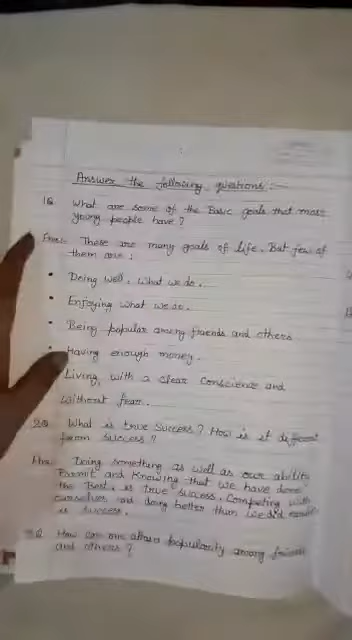 Answer the following questions :-
1Q. What are some of the Basic goals that most
young people have?
Ans:- These are many goals of life. But few of
them are:
• Doing well, what we do.
• Enjoying what we do.
• Being popular among friends and others
• Having enough money.
Living with a clear Conscience and
without fear.
2Q What is true success? How is it different
from success?
Ans:- Doing something as well as our ability
Permit and Knowing that we have done
the Best, is true success. Competing with
ourselves and doing better than we did
is success.
3Q How can one attain popularity among friends
and others?